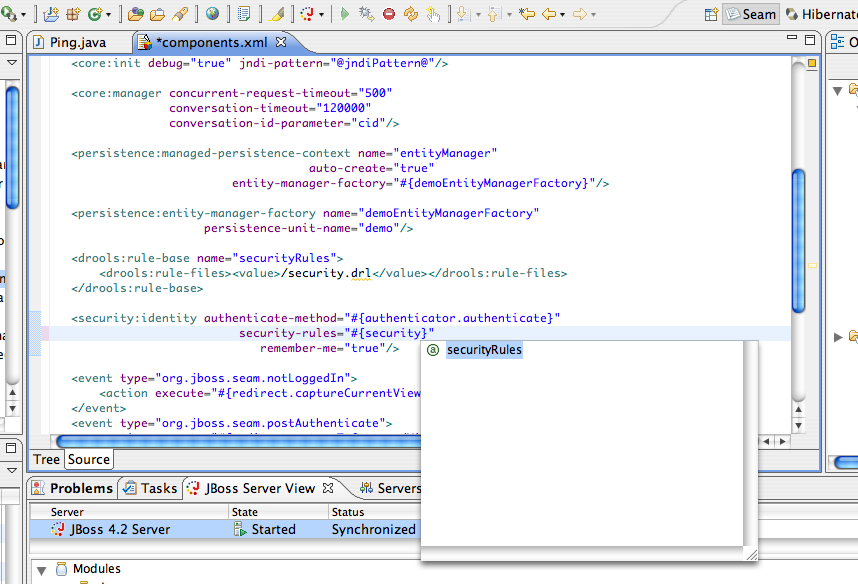 Seam
Hibernat
Ping.java
*components.xml
<core:init debug="true" jndi-pattern="@jndiPattern@"/>
<core:manager concurrent-request-timeout="500"
conversation-timeout="120000"
conversation-id-parameter="cid"/>
<persistence:managed-persistence-context name="entityManager"
auto-create="true"
entity-manager-factory="#{demoEntityManagerFactory}"/>
<persistence:entity-manager-factory name="demoEntityManagerFactory"
persistence-unit-name="demo"/>
<drools:rule-base name="securityRules">
<drools:rule-files><value>/security.drl</value></drools:rule-files>
</drools:rule-base>
<security:identity authenticate-method="#{authenticator.authenticate}"
security-rules="#{security}"
remember-me="true"/>
securityRules
<event type="org.jboss.seam.notLoggedIn">
<action execute="#{redirect.captureCurrentView
</event>
<event type="org.jboss.seam.postAuthenticate">
Tree
Source
Problems
Tasks
JBoss Server View
Servers
Server
State
Status
JBoss 4.2 Server
Started
Synchronized
Modules